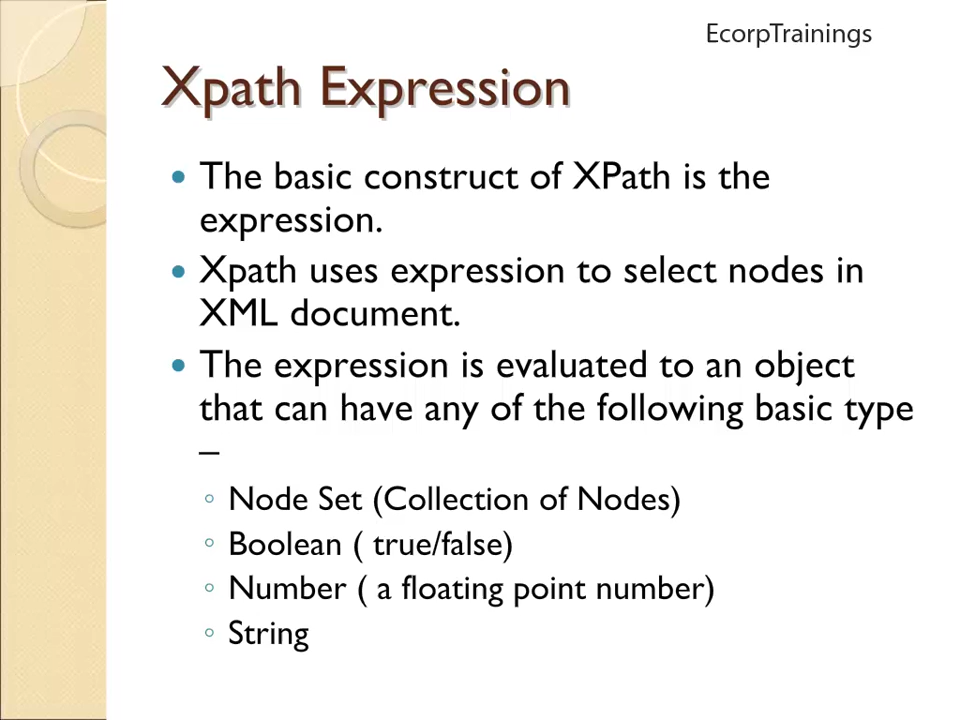 EcorpTrainings
Xpath Expression
• The basic construct of XPath is the
expression.
• Xpath uses expression to select nodes in
XML document.
• The expression is evaluated to an object
that can have any of the following basic type
–
◦ Node Set (Collection of Nodes)
◦ Boolean ( true/false)
◦ Number ( a floating point number)
◦ String